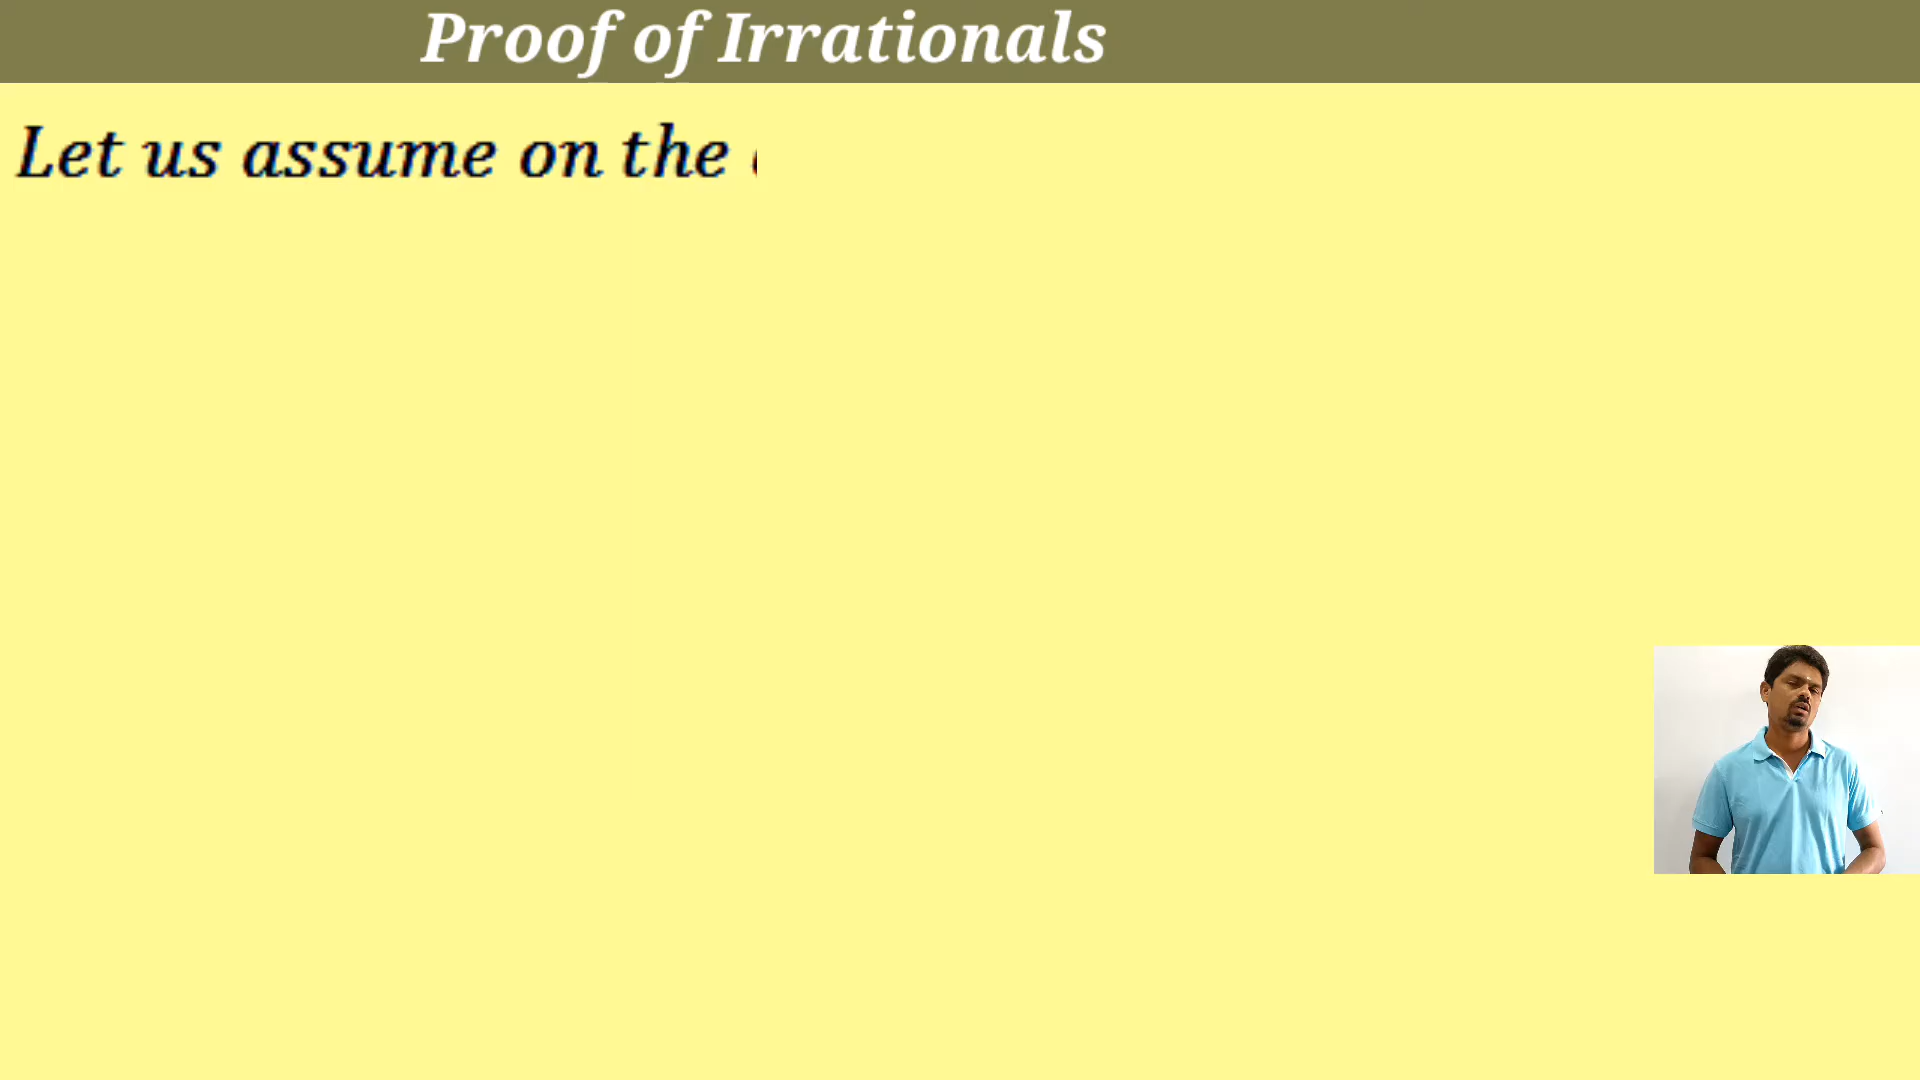 Proof of Irrationals
Let us assume on the